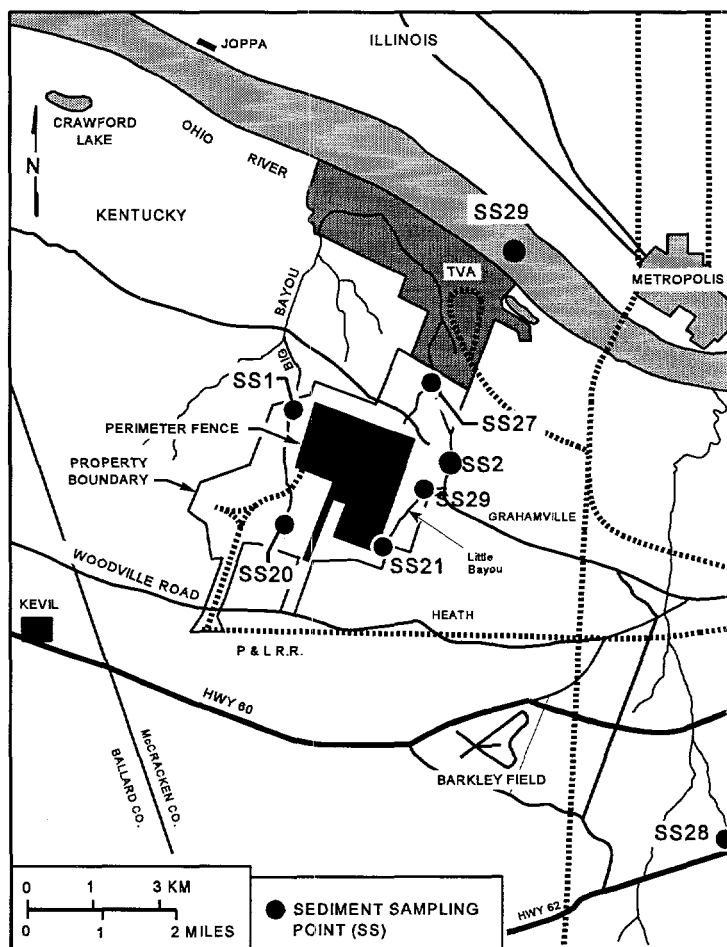 ILLINOIS
JOPPA
CRAWFORD
LAKE
OHIO
RIVER
N
KENTUCKY
SS29
TVA
METROPOLIS
BIG BAYOU
SS1
SS27
PERIMETER FENCE
PROPERTY
BOUNDARY
SS2
SS29
GRAHAMVILLE
SS20
SS21
Little
Bayou
WOODVILLE ROAD
KEVIL
HEATH
P & L R.R.
HWY 60
McCRACKEN CO.
BALLARD CO.
BARKLEY FIELD
SS28
HWY 62
0 1 3 KM
0 1 2 MILES
SEDIMENT SAMPLING
POINT (SS)